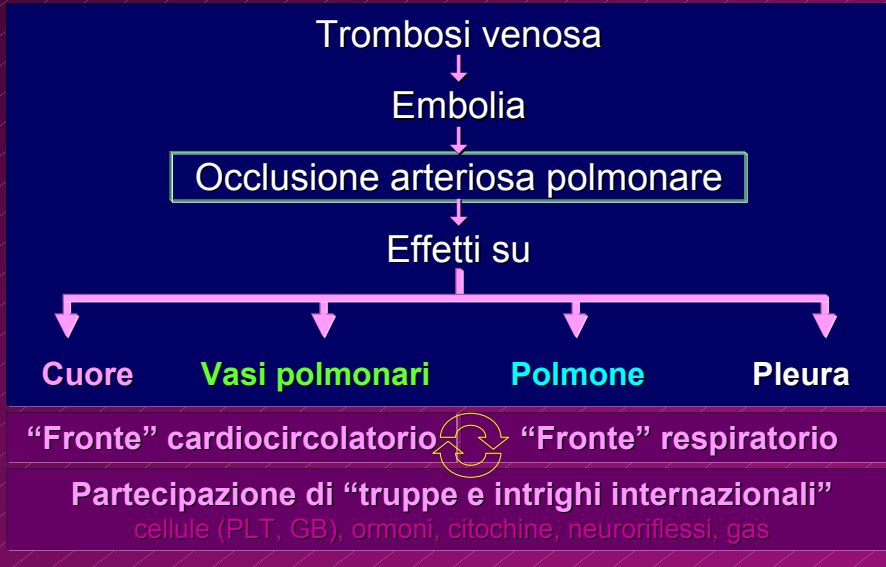 Trombosi venosa
Embolia
Occlusione arteriosa polmonare
Effetti su
Cuore Vasi polmonari Polmone Pleura
“Fronte” cardiocircolatorio “Fronte” respiratorio
Partecipazione di “truppe e intrighi internazionali”
cellule (PLT, GB), ormoni, citochine, neuroriflessi, gas